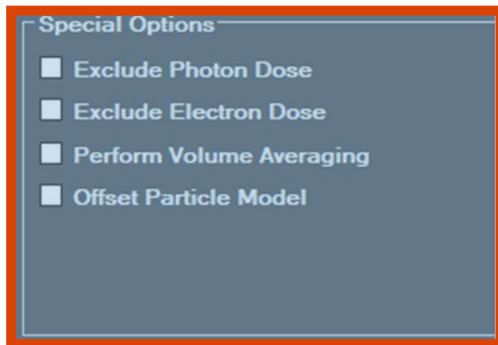 Special Options
Exclude Photon Dose
Exclude Electron Dose
Perform Volume Averaging
Offset Particle Model